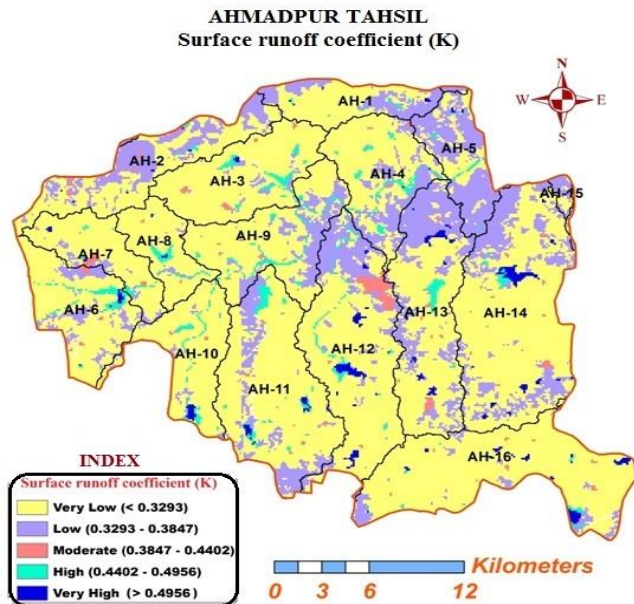 AHMADPUR TAHSIL
Surface runoff coefficient (K)
N
W E
S
AH-1
AH-2
AH-3
AH-4
AH-5
AH-15
AH-7
AH-8
AH-9
AH-6
AH-13
AH-14
AH-10
AH-12
AH-11
AH-16
INDEX
Surface runoff coefficient (K)
Very Low (< 0.3293)
Low (0.3293 - 0.3847)
Moderate (0.3847 - 0.4402)
High (0.4402 - 0.4956)
Very High (> 0.4956)
Kilometers
0 3 6 12